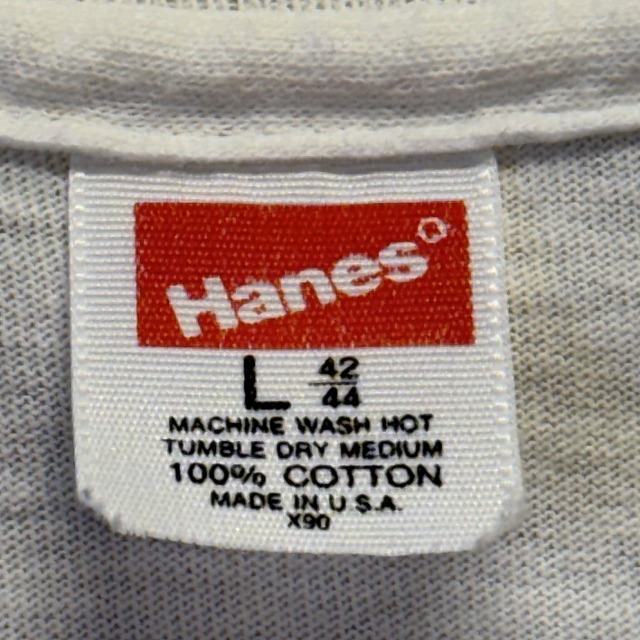 Hanes®
L 42/44
MACHINE WASH HOT
TUMBLE DRY MEDIUM
100% COTTON
MADE IN U.S.A.
X90